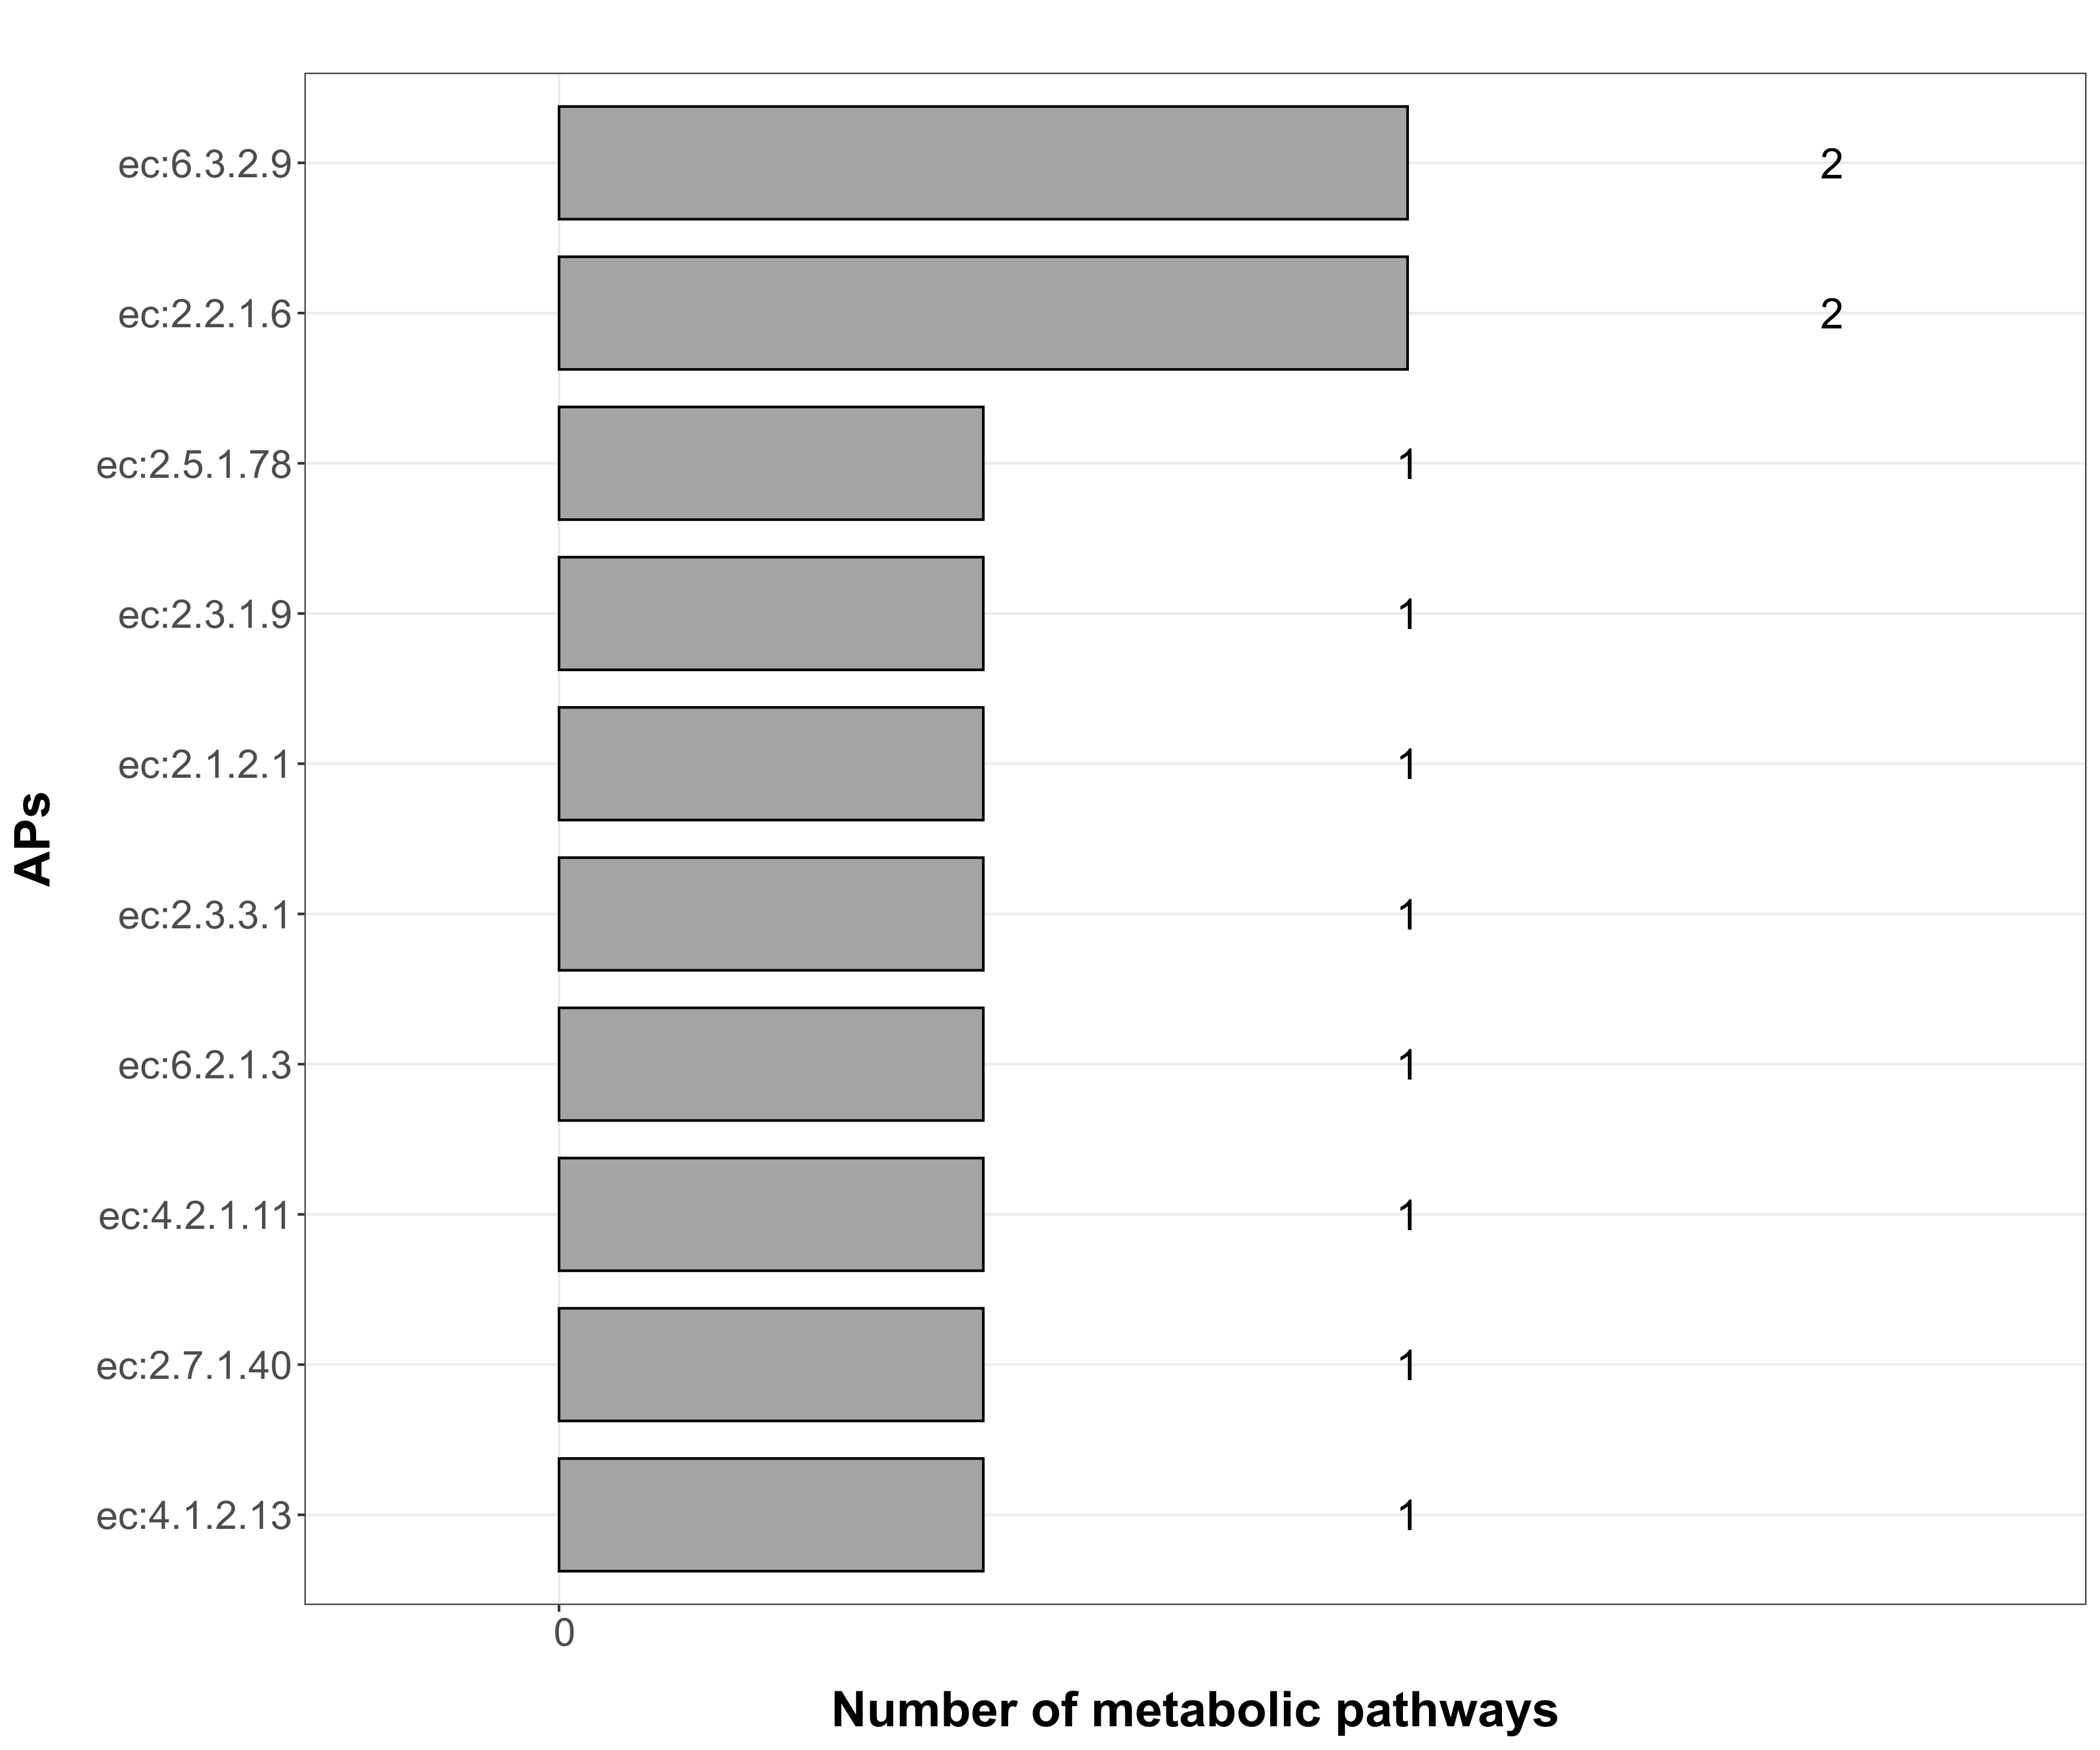 ec:6.3.2.9 2
ec:2.2.1.6 2
ec:2.5.1.78 1
ec:2.3.1.9 1
ec:2.1.2.1 1
ec:2.3.3.1 1
ec:6.2.1.3 1
ec:4.2.1.11 1
ec:2.7.1.40 1
ec:4.1.2.13 1
APs
0
Number of metabolic pathways